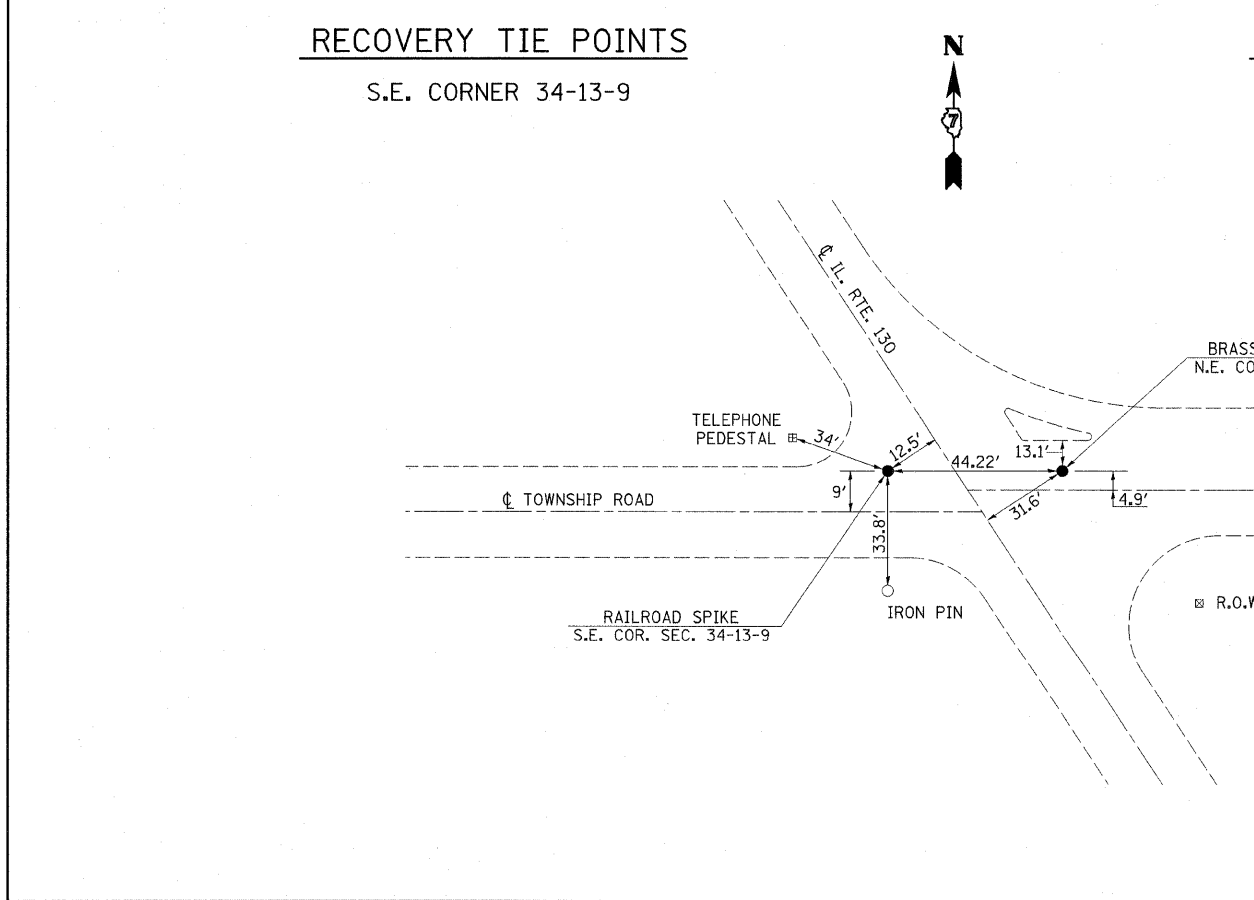 RECOVERY TIE POINTS
S.E. CORNER 34-13-9
N
7
℄ IL. RTE. 130
BRASS
N.E. CO
TELEPHONE
PEDESTAL
34'
12.5'
44.22'
13.1'
9'
℄ TOWNSHIP ROAD
33.8'
31.6'
4.9'
RAILROAD SPIKE
S.E. COR. SEC. 34-13-9
IRON PIN
R.O.W